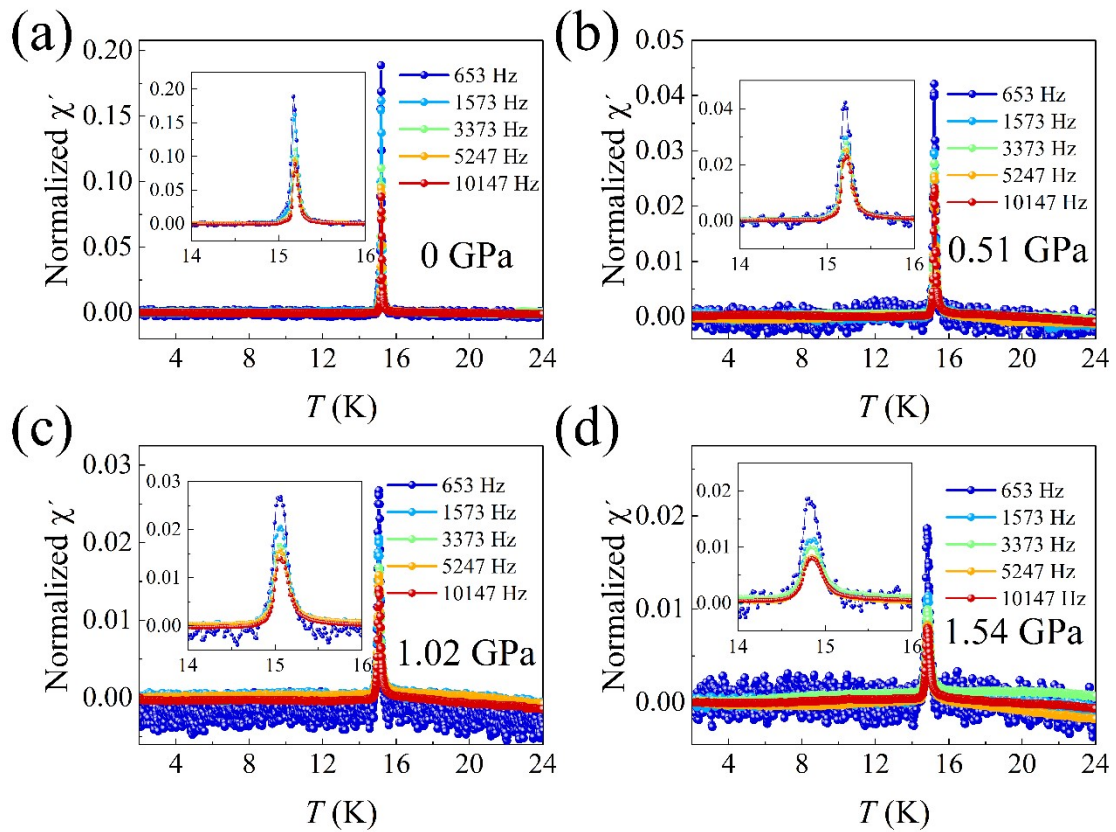 (a)
Normalized χ′
0.20
0.15
0.10
0.05
0.00
0.20
0.15
0.10
0.05
0.00
14 15 16
653 Hz
1573 Hz
3373 Hz
5247 Hz
10147 Hz
0 GPa
4 8 12 16 20 24
T (K)
(b)
Normalized χ′
0.05
0.04
0.03
0.02
0.01
0.00
0.04
0.02
0.00
14 15 16
653 Hz
1573 Hz
3373 Hz
5247 Hz
10147 Hz
0.51 GPa
4 8 12 16 20 24
T (K)
(c)
Normalized χ′
0.03
0.02
0.01
0.00
0.03
0.02
0.01
0.00
14 15 16
653 Hz
1573 Hz
3373 Hz
5247 Hz
10147 Hz
1.02 GPa
4 8 12 16 20 24
T (K)
(d)
Normalized χ′
0.02
0.01
0.00
0.02
0.01
0.00
14 15 16
653 Hz
1573 Hz
3373 Hz
5247 Hz
10147 Hz
1.54 GPa
4 8 12 16 20 24
T (K)